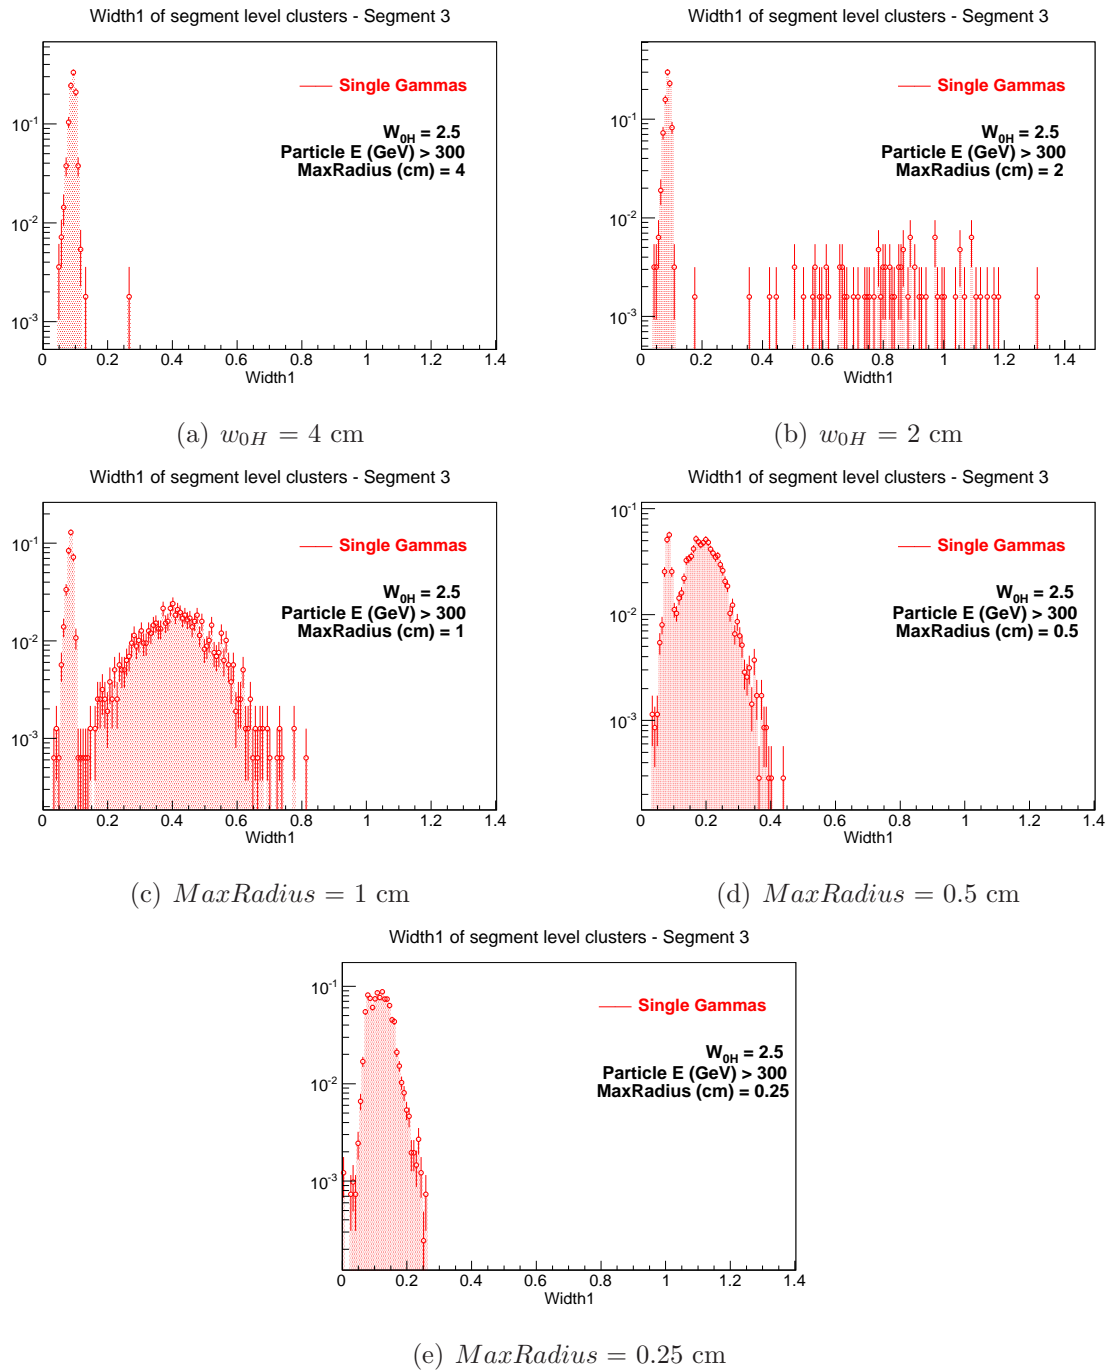 Width1 of segment level clusters - Segment 3
Single Gammas
W0H = 2.5
Particle E (GeV) > 300
MaxRadius (cm) = 4
10-1
10-2
10-3
0 0.2 0.4 0.6 0.8 1 1.2 1.4
Width1
(a) w0H = 4 cm
Width1 of segment level clusters - Segment 3
Single Gammas
W0H = 2.5
Particle E (GeV) > 300
MaxRadius (cm) = 2
10-1
10-2
10-3
0 0.2 0.4 0.6 0.8 1 1.2 1.4
Width1
(b) w0H = 2 cm
Width1 of segment level clusters - Segment 3
Single Gammas
W0H = 2.5
Particle E (GeV) > 300
MaxRadius (cm) = 1
10-1
10-2
10-3
0 0.2 0.4 0.6 0.8 1 1.2 1.4
Width1
(c) MaxRadius = 1 cm
Width1 of segment level clusters - Segment 3
Single Gammas
W0H = 2.5
Particle E (GeV) > 300
MaxRadius (cm) = 0.5
10-1
10-2
10-3
0 0.2 0.4 0.6 0.8 1 1.2 1.4
Width1
(d) MaxRadius = 0.5 cm
Width1 of segment level clusters - Segment 3
Single Gammas
W0H = 2.5
Particle E (GeV) > 300
MaxRadius (cm) = 0.25
10-1
10-2
10-3
0 0.2 0.4 0.6 0.8 1 1.2 1.4
Width1
(e) MaxRadius = 0.25 cm